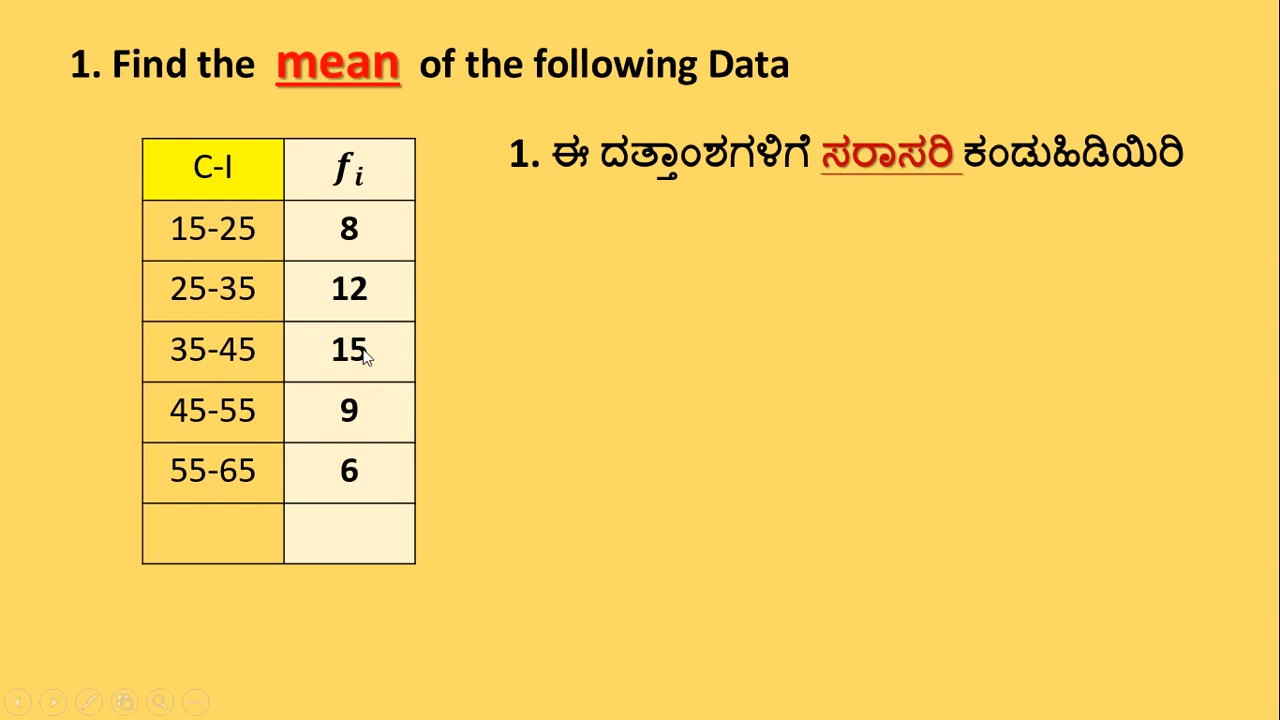 1. Find the mean of the following Data
1. ಈ ದತ್ತಾಂಶಗಳಿಗೆ ಸರಾಸರಿ ಕಂಡುಹಿಡಿಯಿರಿ
C-I fi
15-25 8
25-35 12
35-45 15
45-55 9
55-65 6